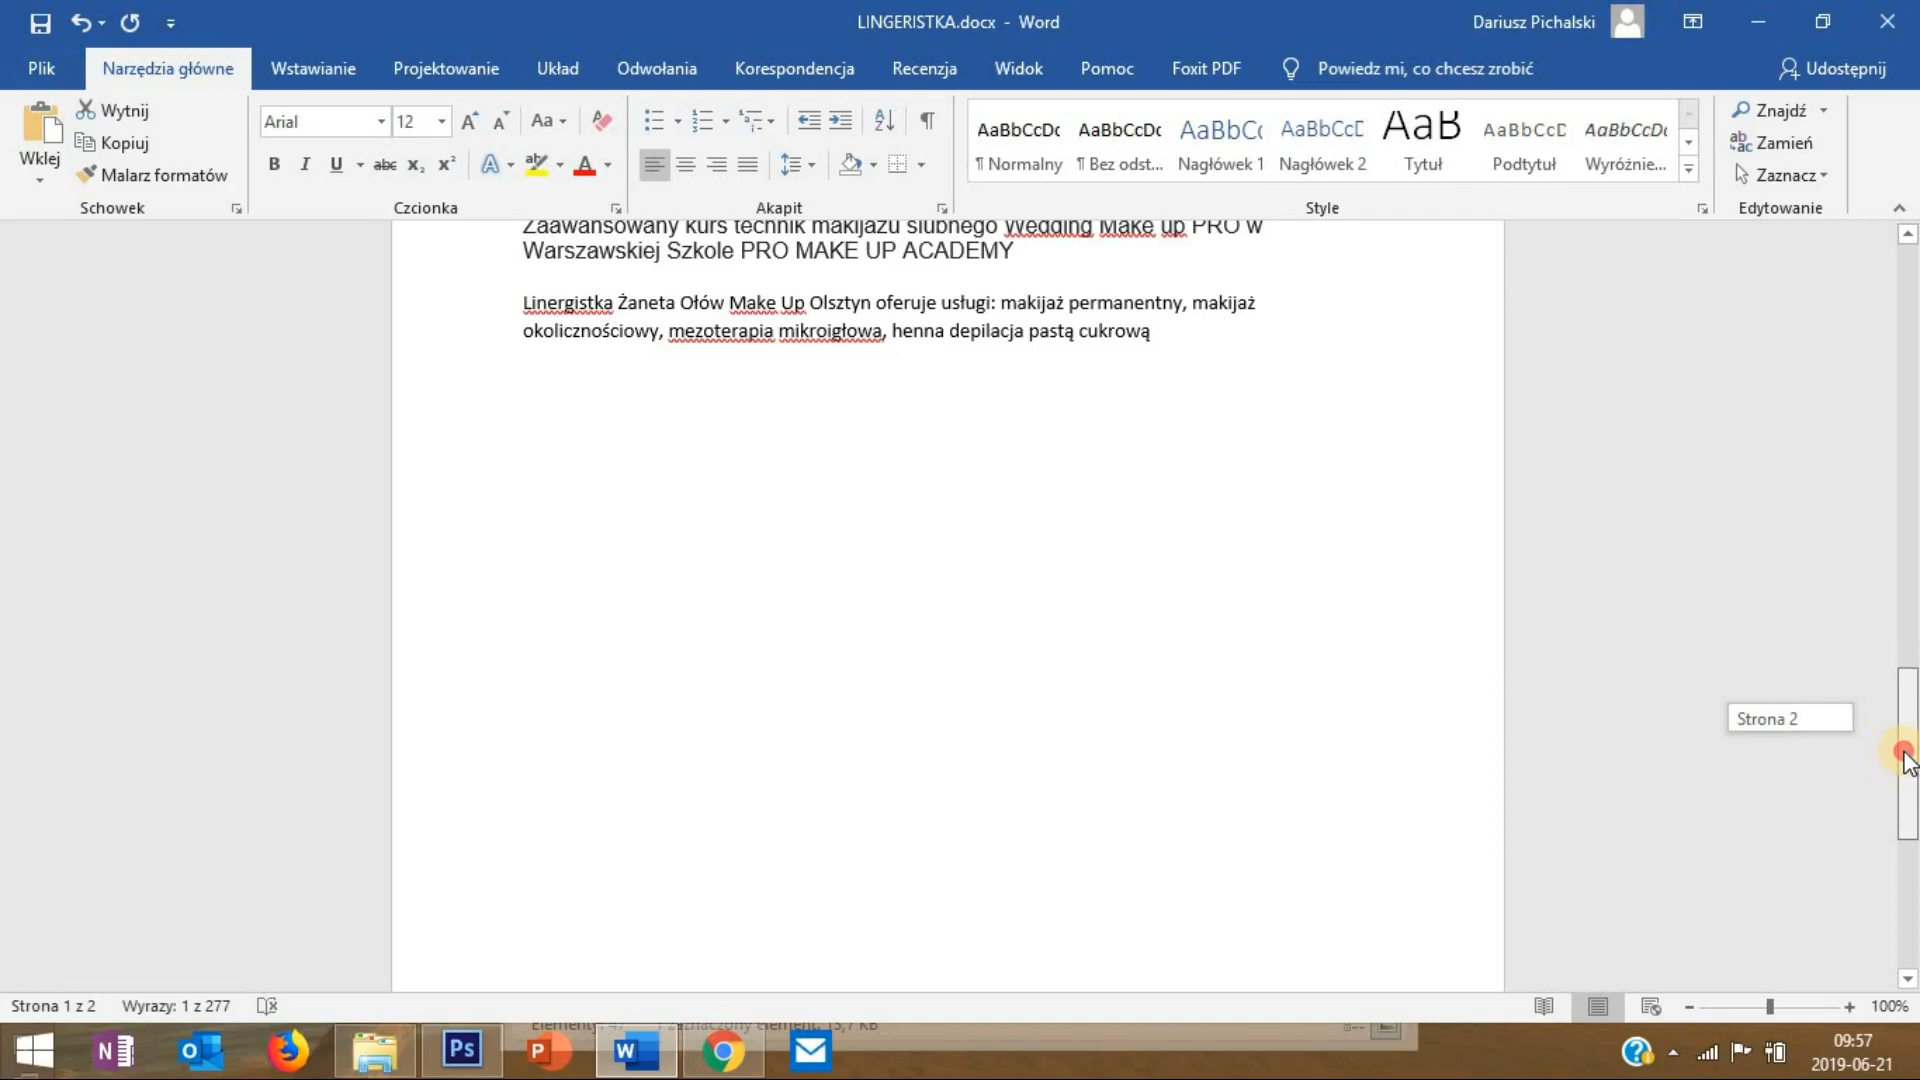 LINGERISTKA.docx - Word
Dariusz Pichalski
Plik Narzędzia główne Wstawianie Projektowanie Układ Odwołania Korespondencja Recenzja Widok Pomoc Foxit PDF Powiedz mi, co chcesz zrobić Udostępnij
Wklej
Wytnij
Kopiuj
Malarz formatów
Schowek
Arial 12
Czcionka
Akapit
AaBbCcDc AaBbCcDc AaBbCc AaBbCcD AaB AaBbCcD AaBbCcDc
¶ Normalny ¶ Bez odst... Nagłówek 1 Nagłówek 2 Tytuł Podtytuł Wyróżnie...
Style
Znajdź
Zamień
Zaznacz
Edytowanie
Zaawansowany kurs technik makijażu ślubnego Wedding Make up PRO w
Warszawskiej Szkole PRO MAKE UP ACADEMY
Linergistka Żaneta Ołów Make Up Olsztyn oferuje usługi: makijaż permanentny, makijaż
okolicznościowy, mezoterapia mikroigłowa, henna depilacja pastą cukrową
Strona 2
Strona 1 z 2 Wyrazy: 1 z 277
100%
09:57
2019-06-21